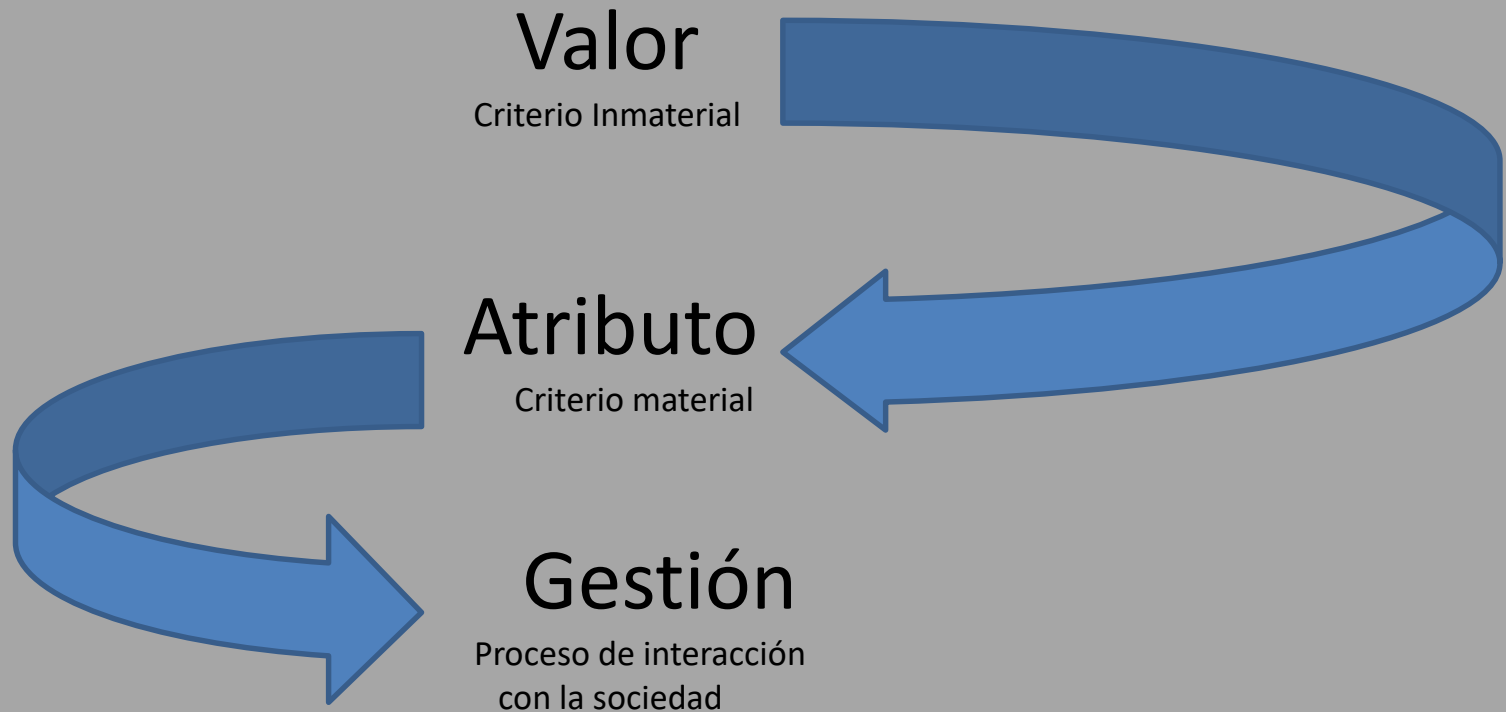 Valor
Criterio Inmaterial
Atributo
Criterio material
Gestión
Proceso de interacción
con la sociedad